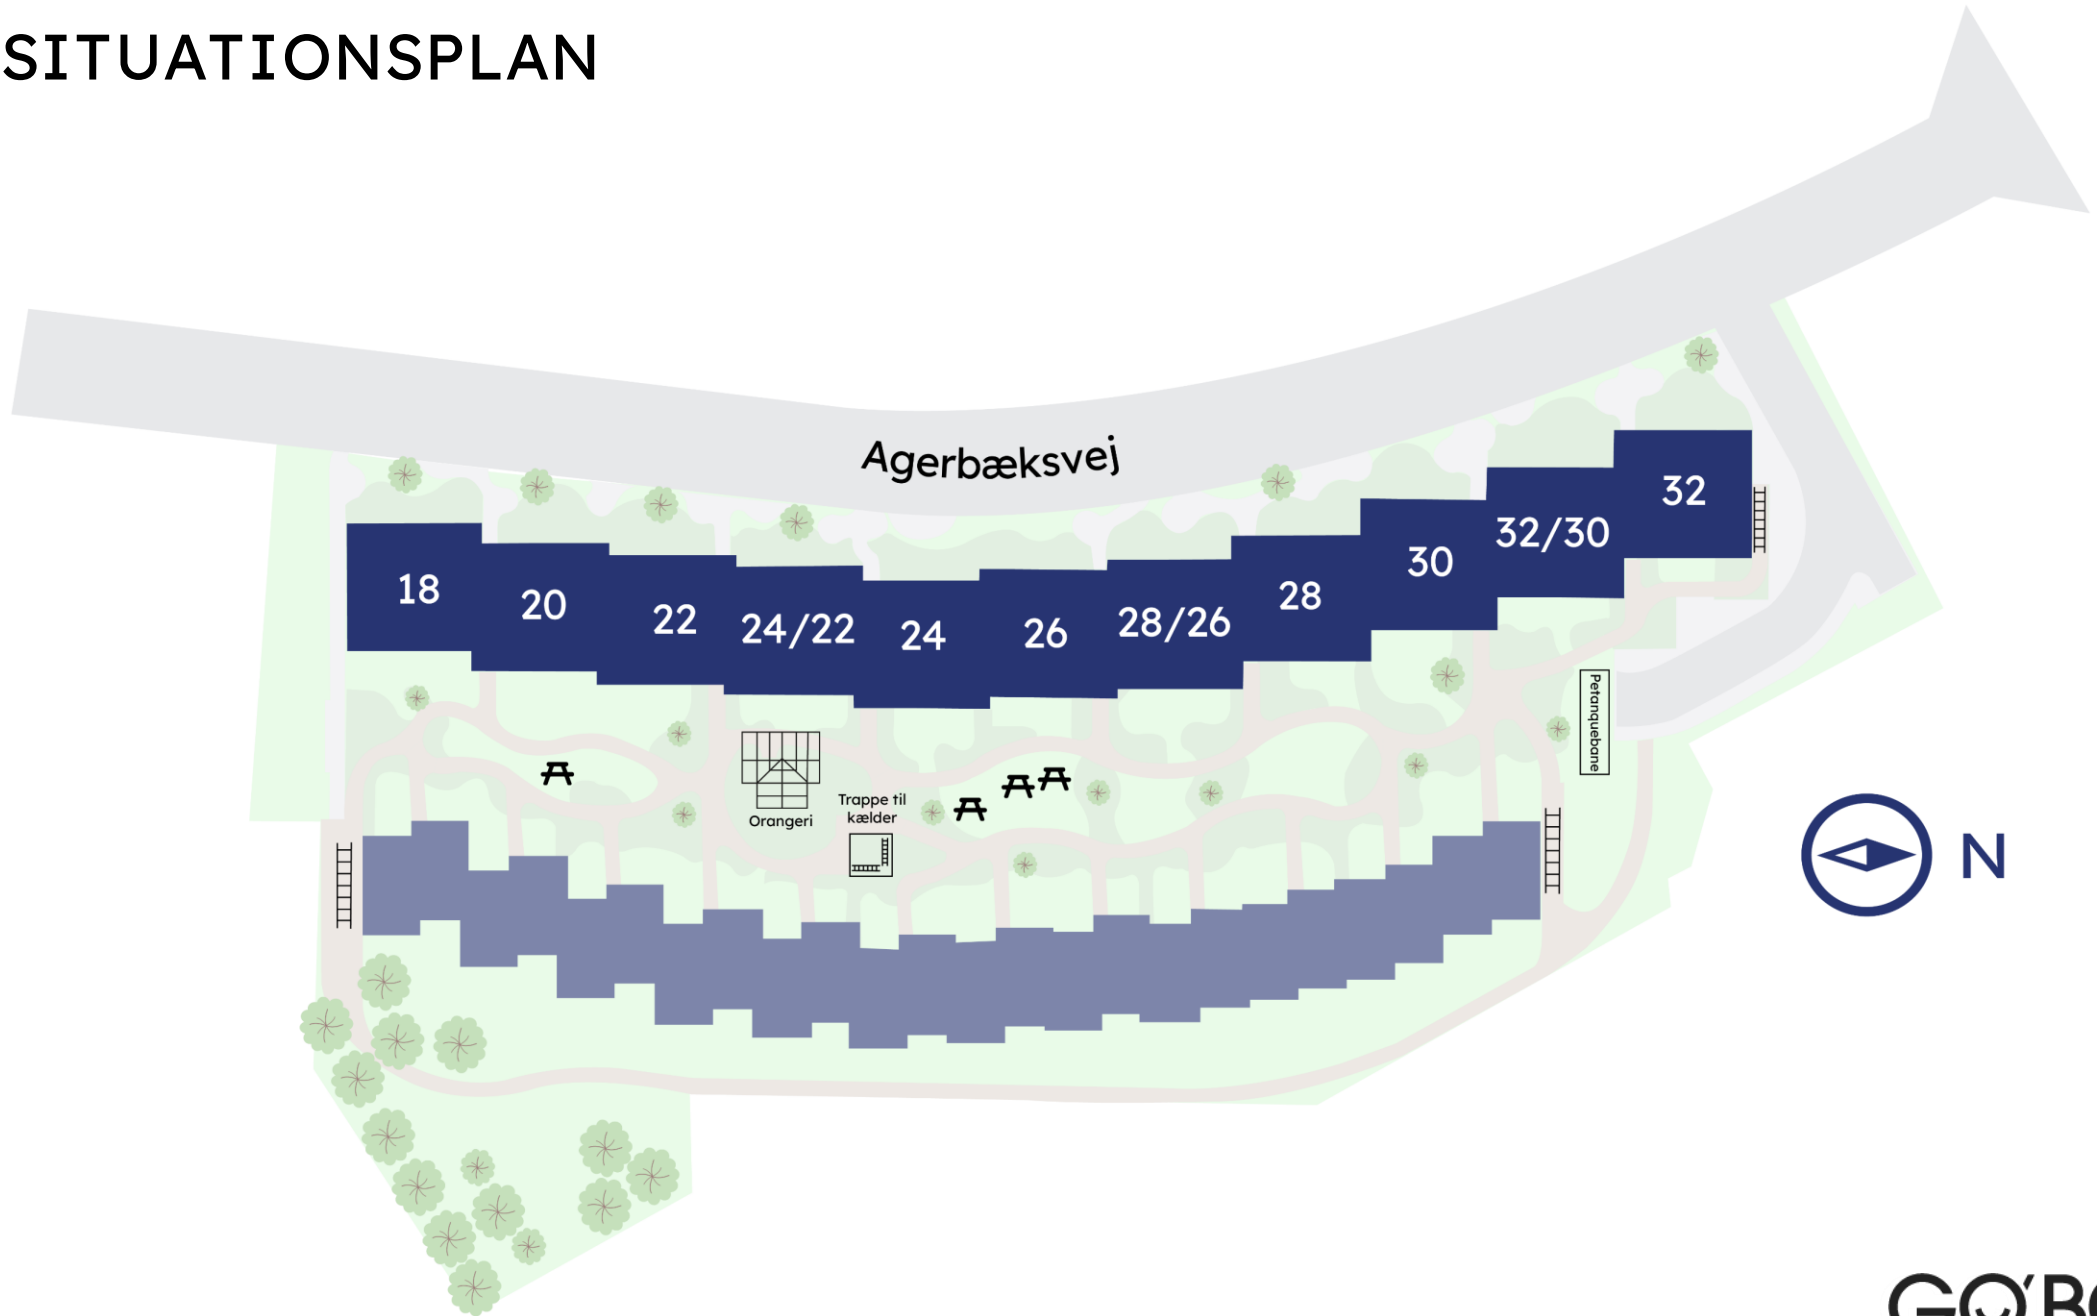 SITUATIONSPLAN
Agerbæksvej
18
20
22
24/22
24
26
28/26
28
30
32/30
32
Petanquebane
Orangeri
Trappe til
kælder
N